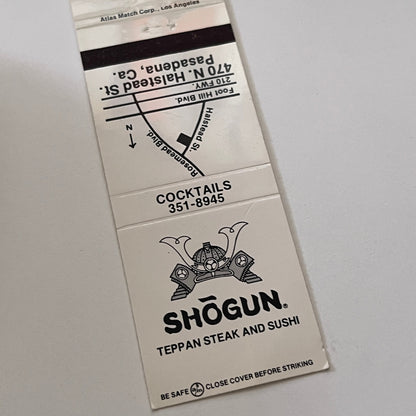 Atlas Match Corp., Los Angeles
470 N. Halstead St.
Pasadena, Ca.
210 FWY.
Foot Hill Blvd.
Halstead St.
Rosemead Blvd.
N
COCKTAILS
351-8945
SHŌGUN®
TEPPAN STEAK AND SUSHI
BE SAFE CLOSE COVER BEFORE STRIKING